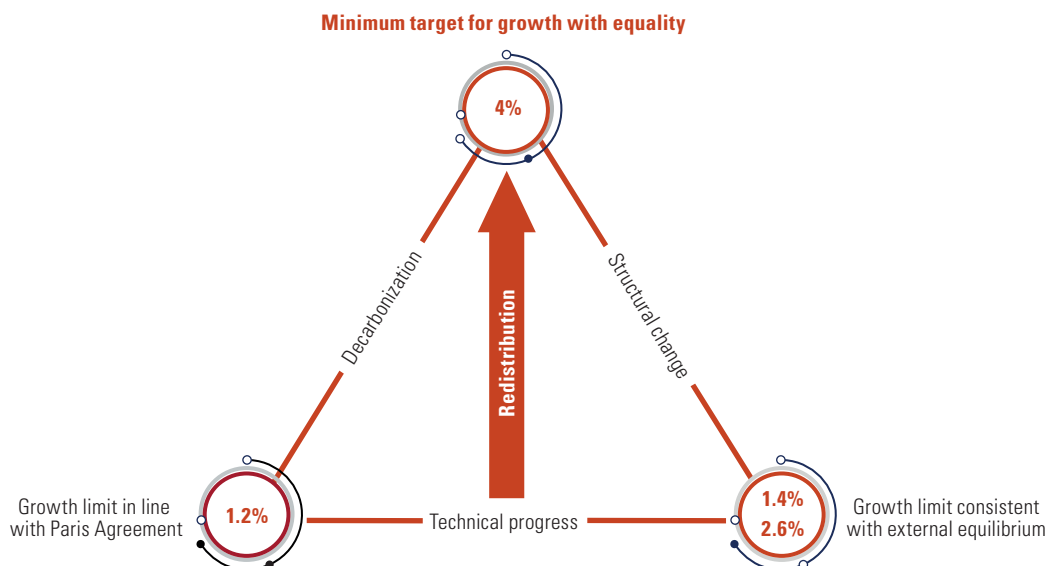 Minimum target for growth with equality
4%
Decarbonization
Structural change
Redistribution
Growth limit in line
with Paris Agreement
1.2%
Technical progress
1.4%
2.6%
Growth limit consistent
with external equilibrium